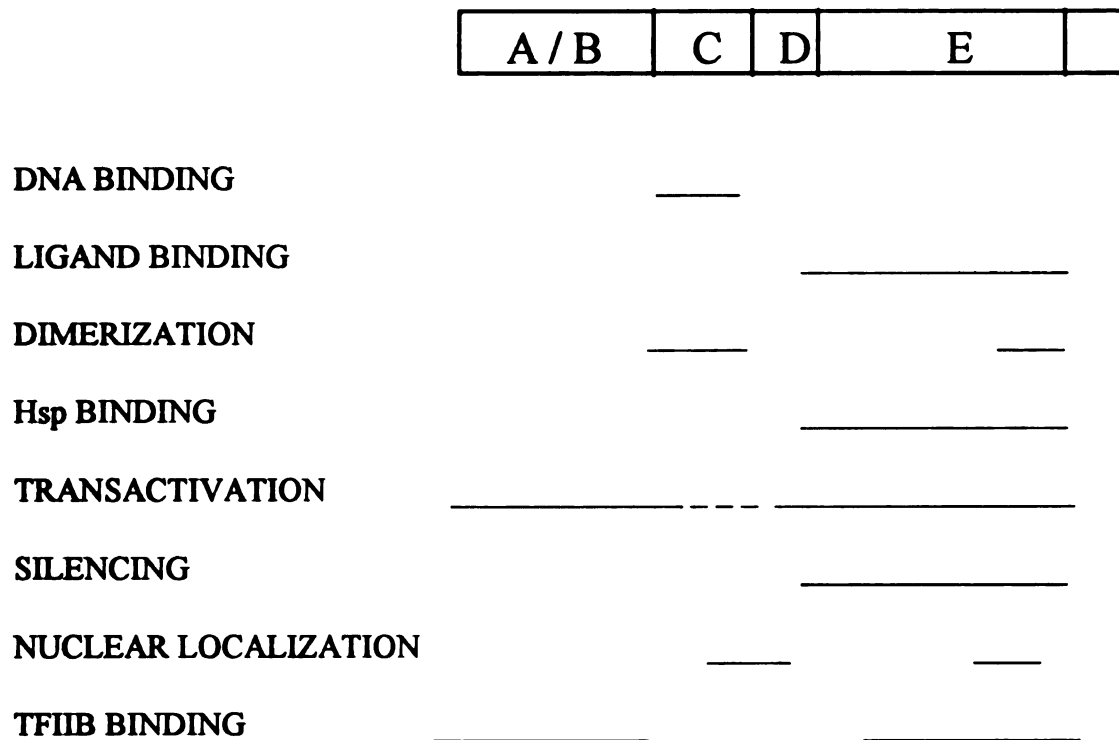 A / B C D E
DNA BINDING
LIGAND BINDING
DIMERIZATION
Hsp BINDING
TRANSACTIVATION
SILENCING
NUCLEAR LOCALIZATION
TFIIB BINDING